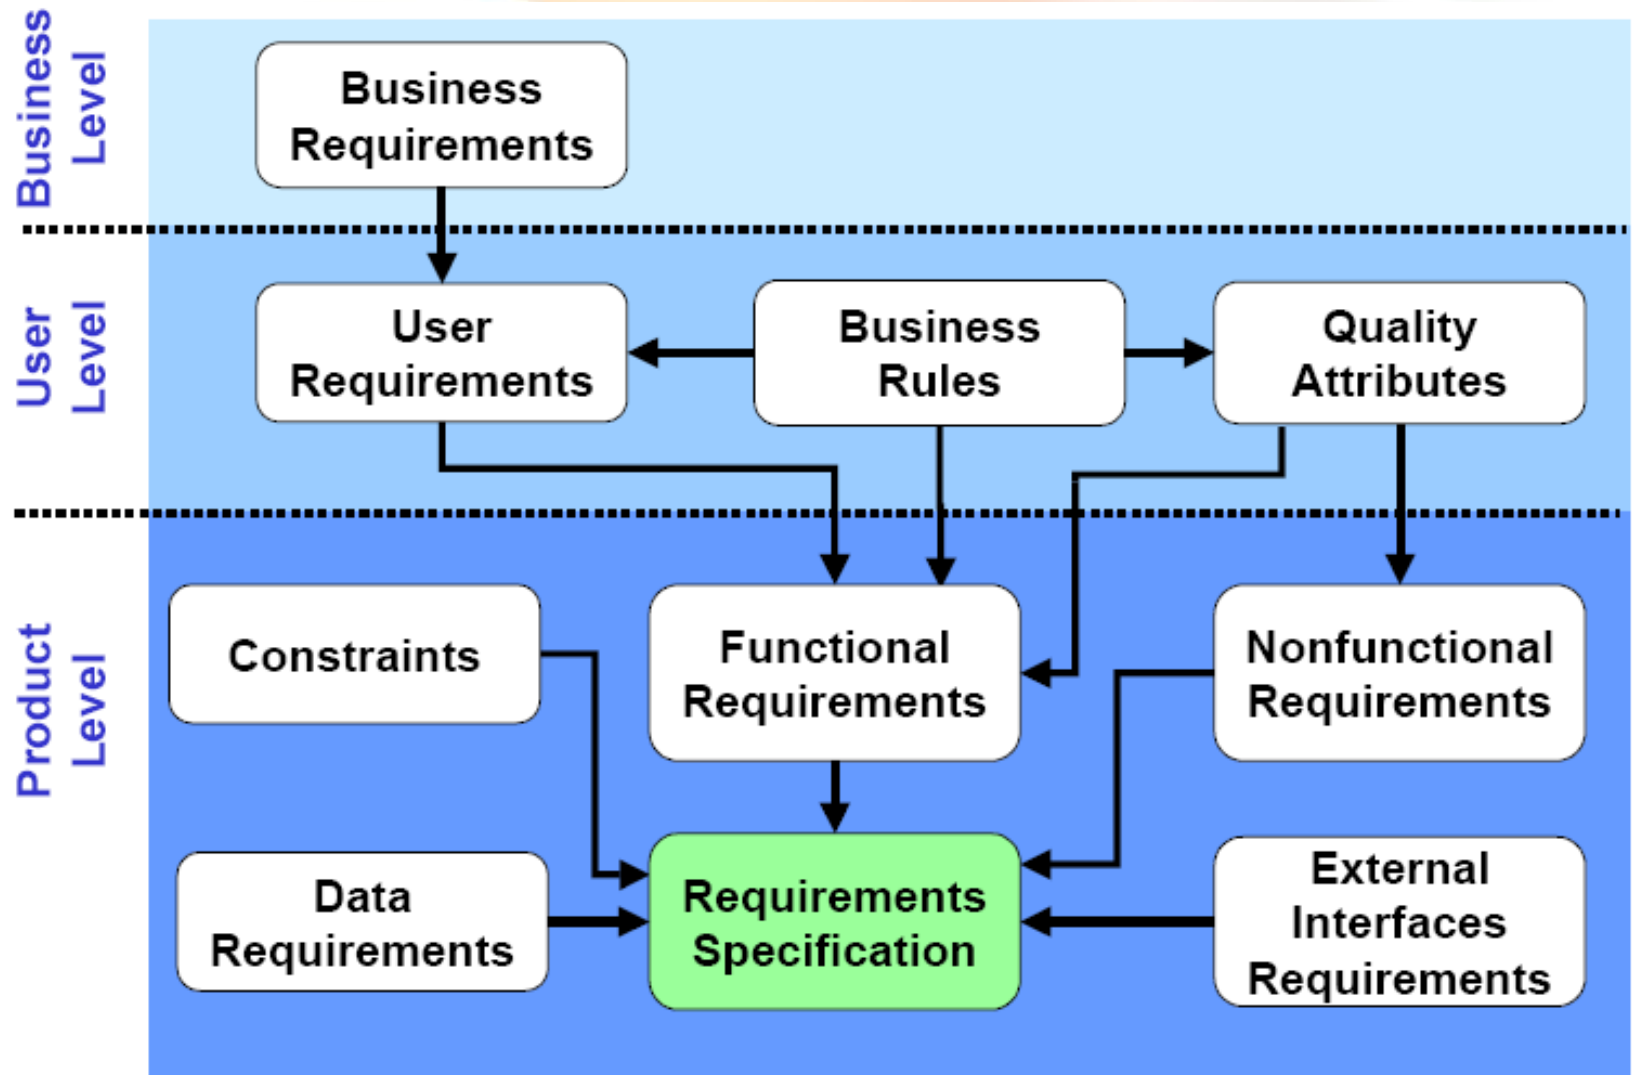 Business
Level
Business
Requirements
User
Level
User
Requirements
Business
Rules
Quality
Attributes
Product
Level
Constraints
Functional
Requirements
Nonfunctional
Requirements
Data
Requirements
Requirements
Specification
External
Interfaces
Requirements